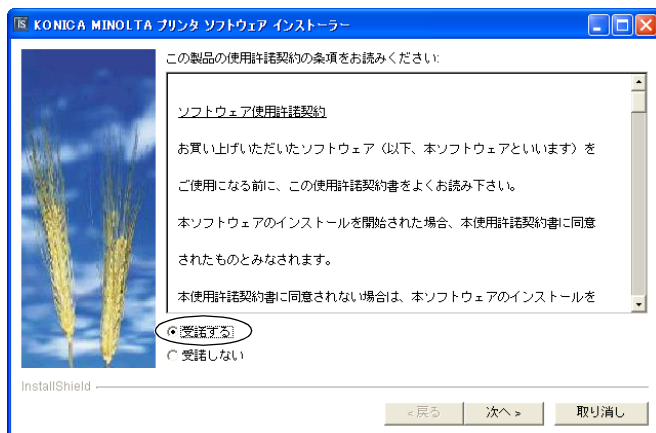 KONICA MINOLTA プリンタ ソフトウェア インストーラー
この製品の使用許諾契約の条項をお読みください:
ソフトウェア使用許諾契約
お買い上げいただいたソフトウェア（以下、本ソフトウェアといいます）を
ご使用になる前に、この使用許諾契約書をよくお読み下さい。
本ソフトウェアのインストールを開始された場合、本使用許諾契約書に同意
されたものとみなされます。
本使用許諾契約書に同意されない場合は、本ソフトウェアのインストールを
受諾する
受諾しない
InstallShield
< 戻る
次へ >
取り消し